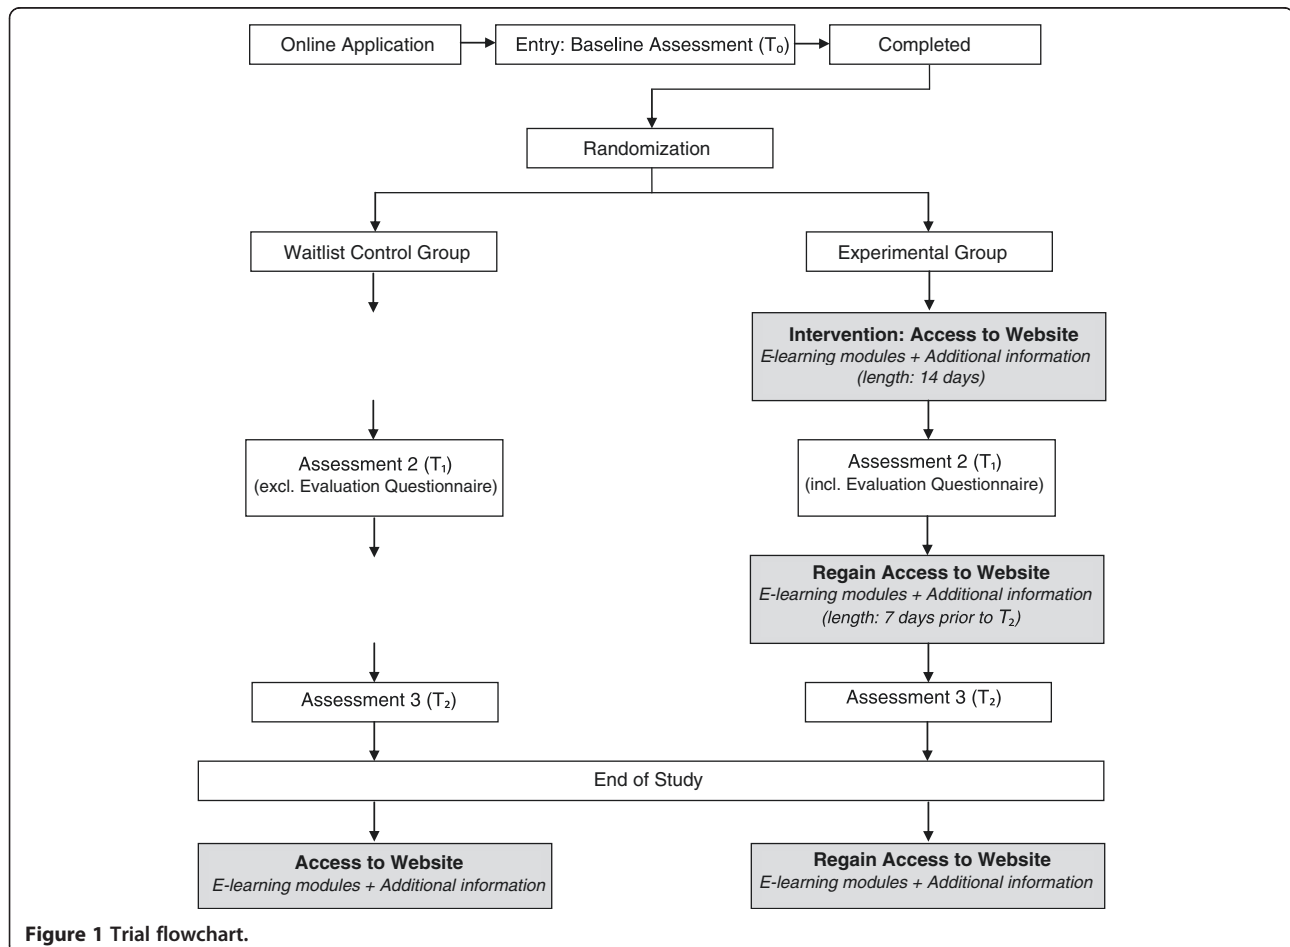 Online Application
Entry: Baseline Assessment (T₀)
Completed
Randomization
Waitlist Control Group
Experimental Group
Intervention: Access to Website
E-learning modules + Additional information
(length: 14 days)
Assessment 2 (T₁)
(excl. Evaluation Questionnaire)
Assessment 2 (T₁)
(incl. Evaluation Questionnaire)
Regain Access to Website
E-learning modules + Additional information
(length: 7 days prior to T₂)
Assessment 3 (T₂)
Assessment 3 (T₂)
End of Study
Access to Website
E-learning modules + Additional information
Regain Access to Website
E-learning modules + Additional information
Figure 1 Trial flowchart.